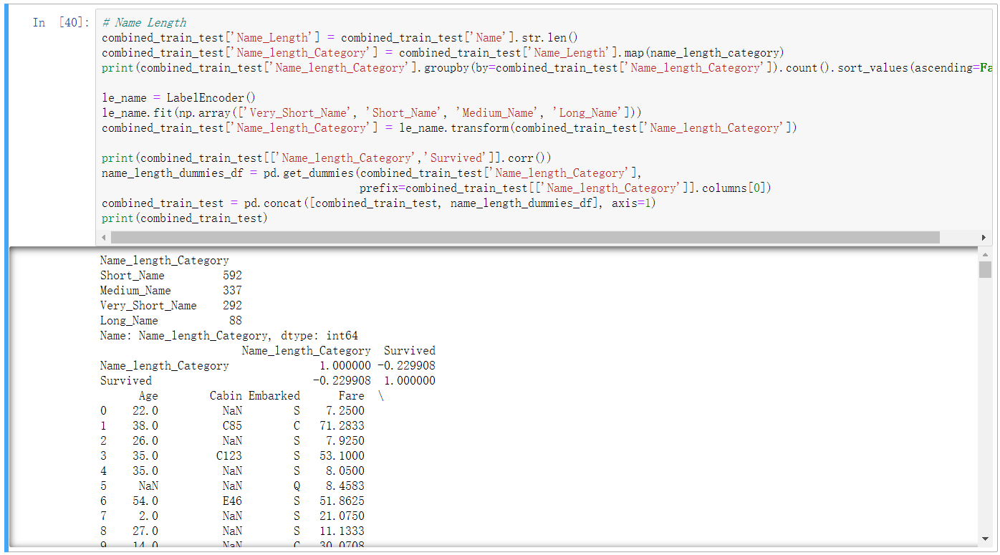 In [40]:
# Name Length
combined_train_test['Name_Length'] = combined_train_test['Name'].str.len()
combined_train_test['Name_length_Category'] = combined_train_test['Name_Length'].map(name_length_category)
print(combined_train_test['Name_length_Category'].groupby(by=combined_train_test['Name_length_Category']).count().sort_values(ascending=Fa
le_name = LabelEncoder()
le_name.fit(np.array(['Very_Short_Name', 'Short_Name', 'Medium_Name', 'Long_Name']))
combined_train_test['Name_length_Category'] = le_name.transform(combined_train_test['Name_length_Category'])
print(combined_train_test[['Name_length_Category','Survived']].corr())
name_length_dummies_df = pd.get_dummies(combined_train_test['Name_length_Category'],
prefix=combined_train_test[['Name_length_Category']].columns[0])
combined_train_test = pd.concat([combined_train_test, name_length_dummies_df], axis=1)
print(combined_train_test)
Name_length_Category
Short_Name 592
Medium_Name 337
Very_Short_Name 292
Long_Name 88
Name: Name_length_Category, dtype: int64
Name_length_Category Survived
Name_length_Category 1.000000 -0.229908
Survived -0.229908 1.000000
Age Cabin Embarked Fare \
0 22.0 NaN S 7.2500
1 38.0 C85 C 71.2833
2 26.0 NaN S 7.9250
3 35.0 C123 S 53.1000
4 35.0 NaN S 8.0500
5 NaN NaN Q 8.4583
6 54.0 E46 S 51.8625
7 2.0 NaN S 21.0750
8 27.0 NaN S 11.1333
9 14.0 NaN C 30.0708